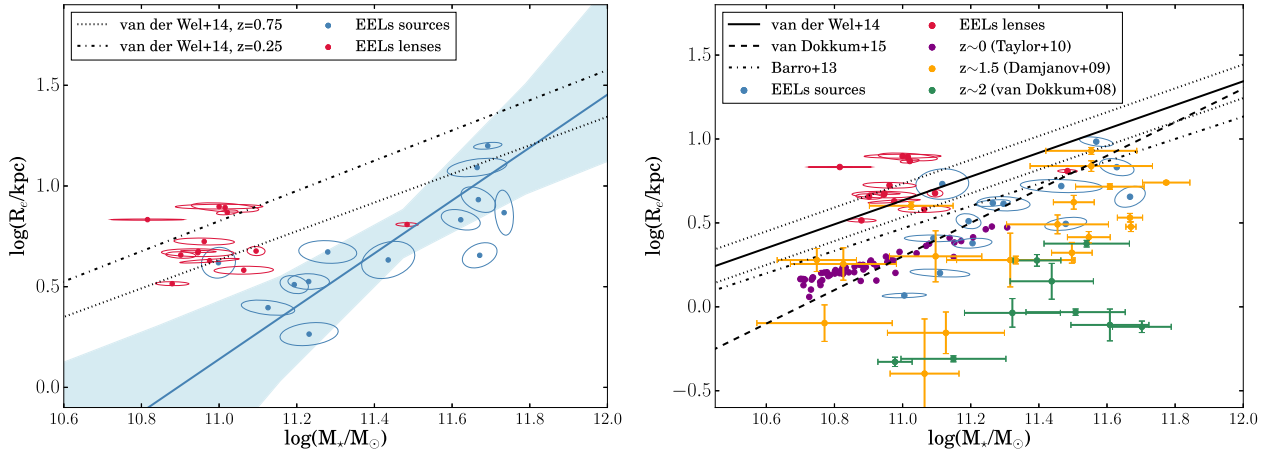 van der Wel+14, z=0.75
van der Wel+14, z=0.25
EELs sources
EELs lenses
log(R_e/kpc)
1.5
1.0
0.5
0.0
10.6
10.8
11.0
11.2
11.4
11.6
11.8
12.0
log(M⋆/M⊙)
van der Wel+14
van Dokkum+15
Barro+13
EELs sources
EELs lenses
z~0 (Taylor+10)
z~1.5 (Damjanov+09)
z~2 (van Dokkum+08)
log(R_e/kpc)
1.5
1.0
0.5
0.0
−0.5
10.6
10.8
11.0
11.2
11.4
11.6
11.8
12.0
log(M⋆/M⊙)